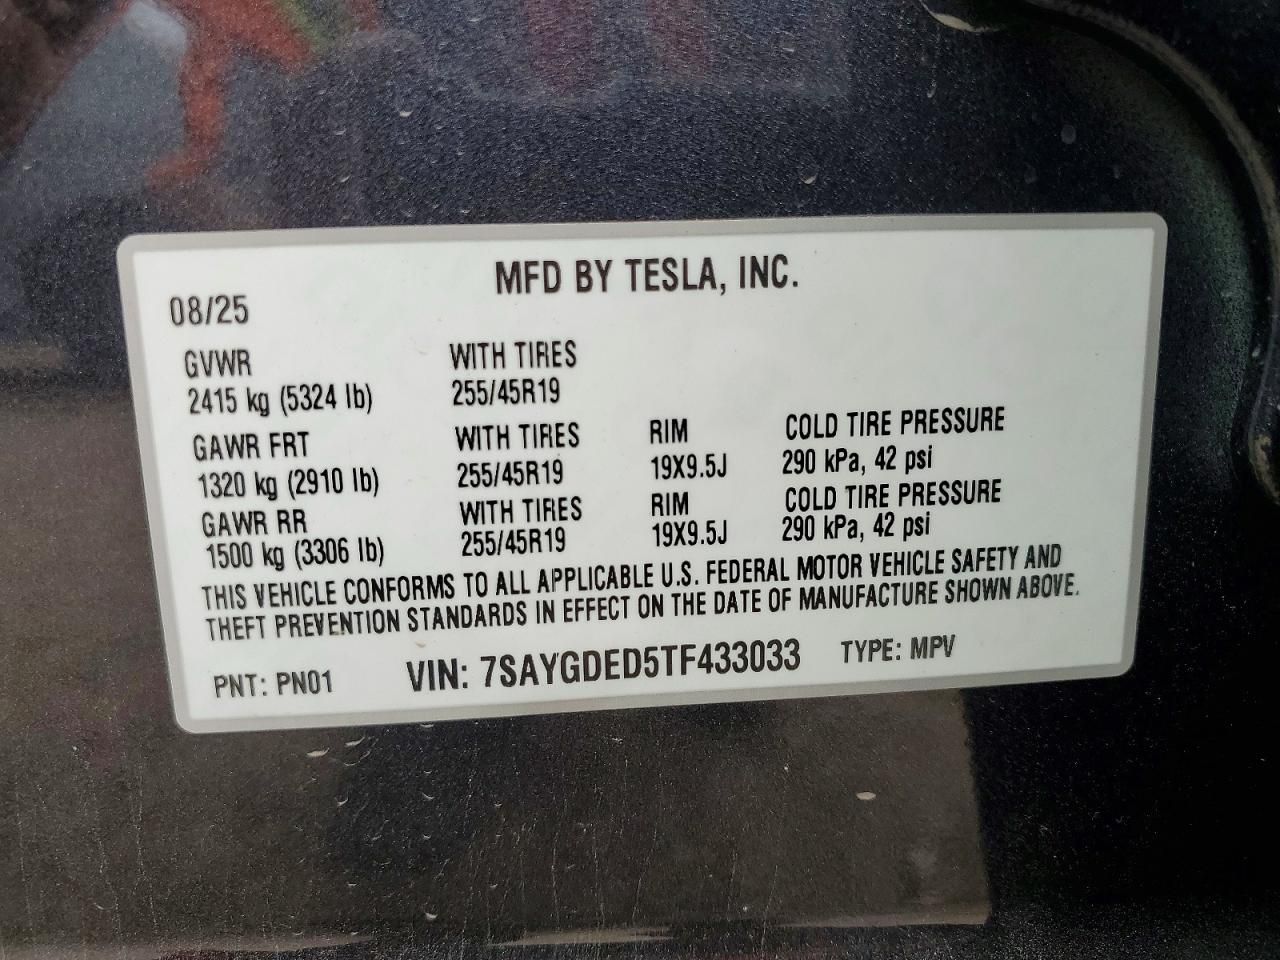 MFD BY TESLA, INC.
08/25
GVWR WITH TIRES
2415 kg (5324 lb) 255/45R19
GAWR FRT WITH TIRES RIM COLD TIRE PRESSURE
1320 kg (2910 lb) 255/45R19 19X9.5J 290 kPa, 42 psi
GAWR RR WITH TIRES RIM COLD TIRE PRESSURE
1500 kg (3306 lb) 255/45R19 19X9.5J 290 kPa, 42 psi
THIS VEHICLE CONFORMS TO ALL APPLICABLE U.S. FEDERAL MOTOR VEHICLE SAFETY AND
THEFT PREVENTION STANDARDS IN EFFECT ON THE DATE OF MANUFACTURE SHOWN ABOVE.
PNT: PN01 VIN: 7SAYGDED5TF433033 TYPE: MPV